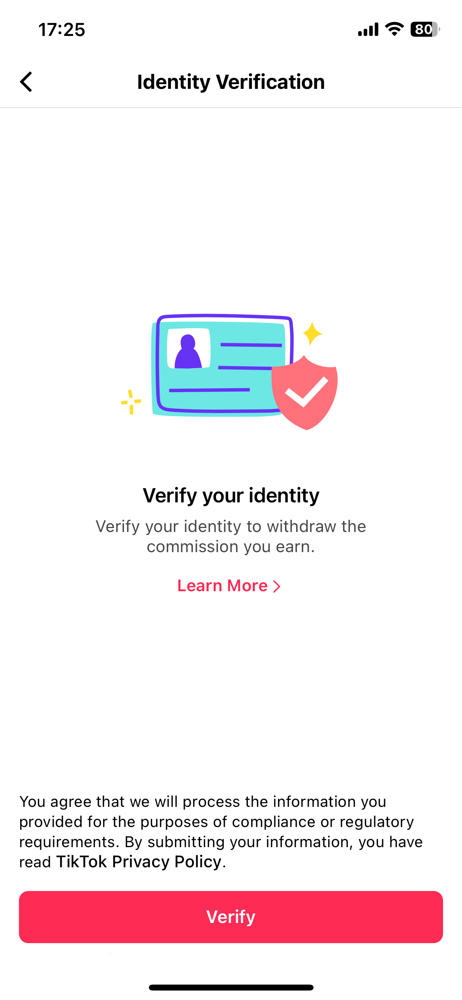 17:25
80
Identity Verification
Verify your identity
Verify your identity to withdraw the
commission you earn.
Learn More
You agree that we will process the information you
provided for the purposes of compliance or regulatory
requirements. By submitting your information, you have
read TikTok Privacy Policy.
Verify